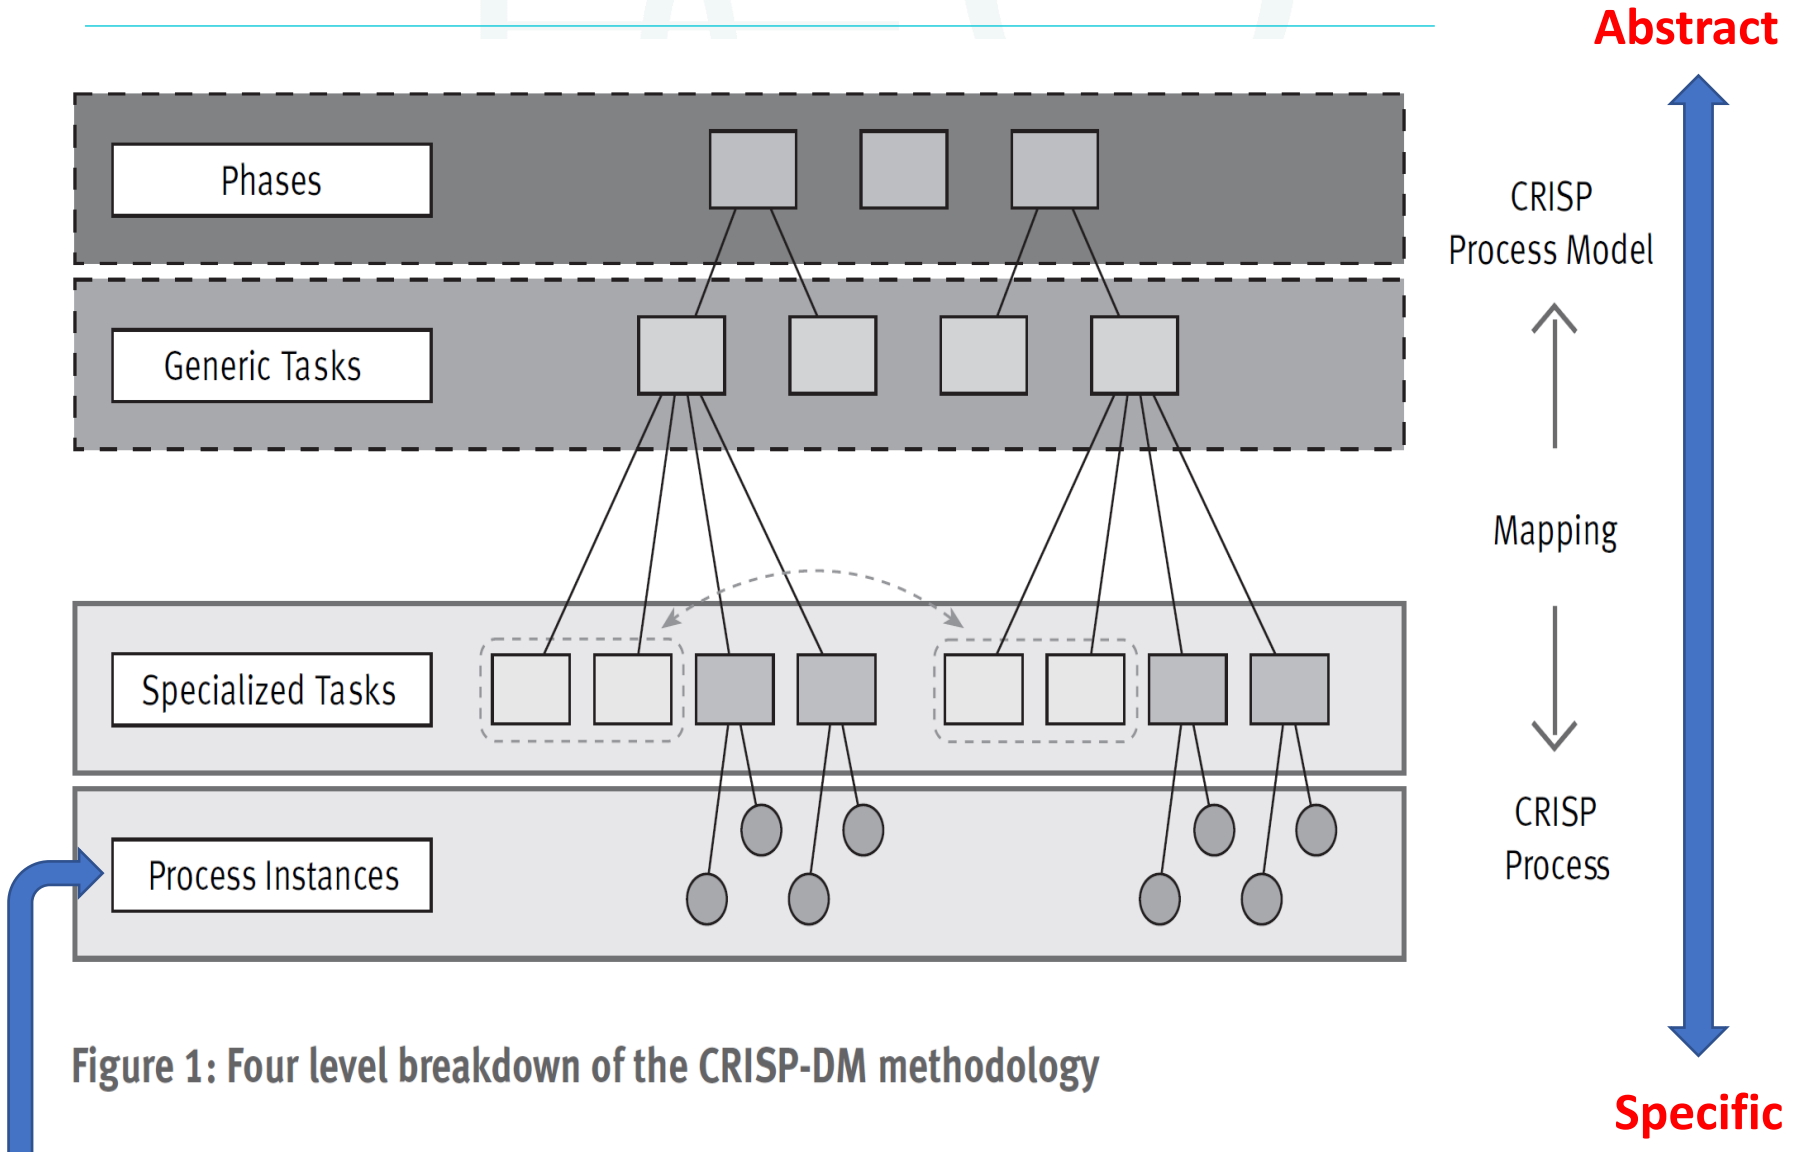 Abstract
Phases
CRISP
Process Model
Generic Tasks
Mapping
Specialized Tasks
CRISP
Process
Process Instances
Figure 1: Four level breakdown of the CRISP-DM methodology
Specific